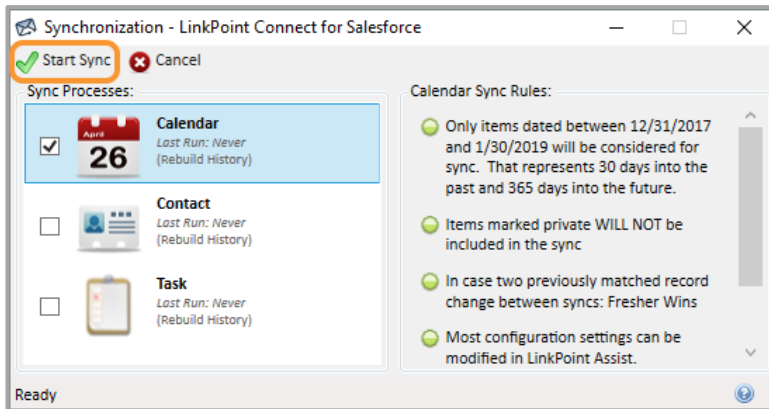 Synchronization - LinkPoint Connect for Salesforce
Start Sync Cancel
Sync Processes:
Calendar
Last Run: Never
(Rebuild History)
April
26
Contact
Last Run: Never
(Rebuild History)
Task
Last Run: Never
(Rebuild History)
Calendar Sync Rules:
Only items dated between 12/31/2017
and 1/30/2019 will be considered for
sync. That represents 30 days into the
past and 365 days into the future.
Items marked private WILL NOT be
included in the sync
In case two previously matched record
change between syncs: Fresher Wins
Most configuration settings can be
modified in LinkPoint Assist.
Ready